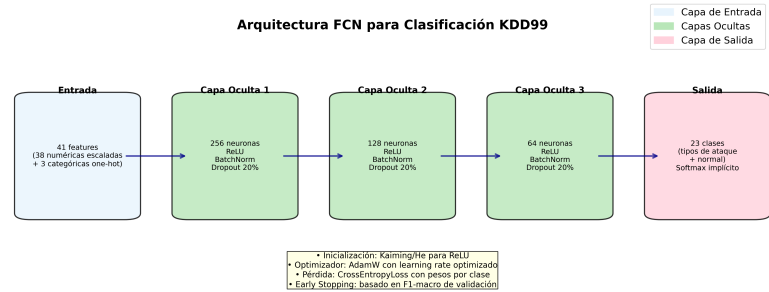 Arquitectura FCN para Clasificación KDD99
Capa de Entrada
Capas Ocultas
Capa de Salida
Entrada
41 features
(38 numéricas escaladas
+ 3 categóricas one-hot)
Capa Oculta 1
256 neuronas
ReLU
BatchNorm
Dropout 20%
Capa Oculta 2
128 neuronas
ReLU
BatchNorm
Dropout 20%
Capa Oculta 3
64 neuronas
ReLU
BatchNorm
Dropout 20%
Salida
23 clases
(tipos de ataque
+ normal)
Softmax implícito
• Inicialización: Kaiming/He para ReLU
• Optimizador: AdamW con learning rate optimizado
• Pérdida: CrossEntropyLoss con pesos por clase
• Early Stopping: basado en F1-macro de validación